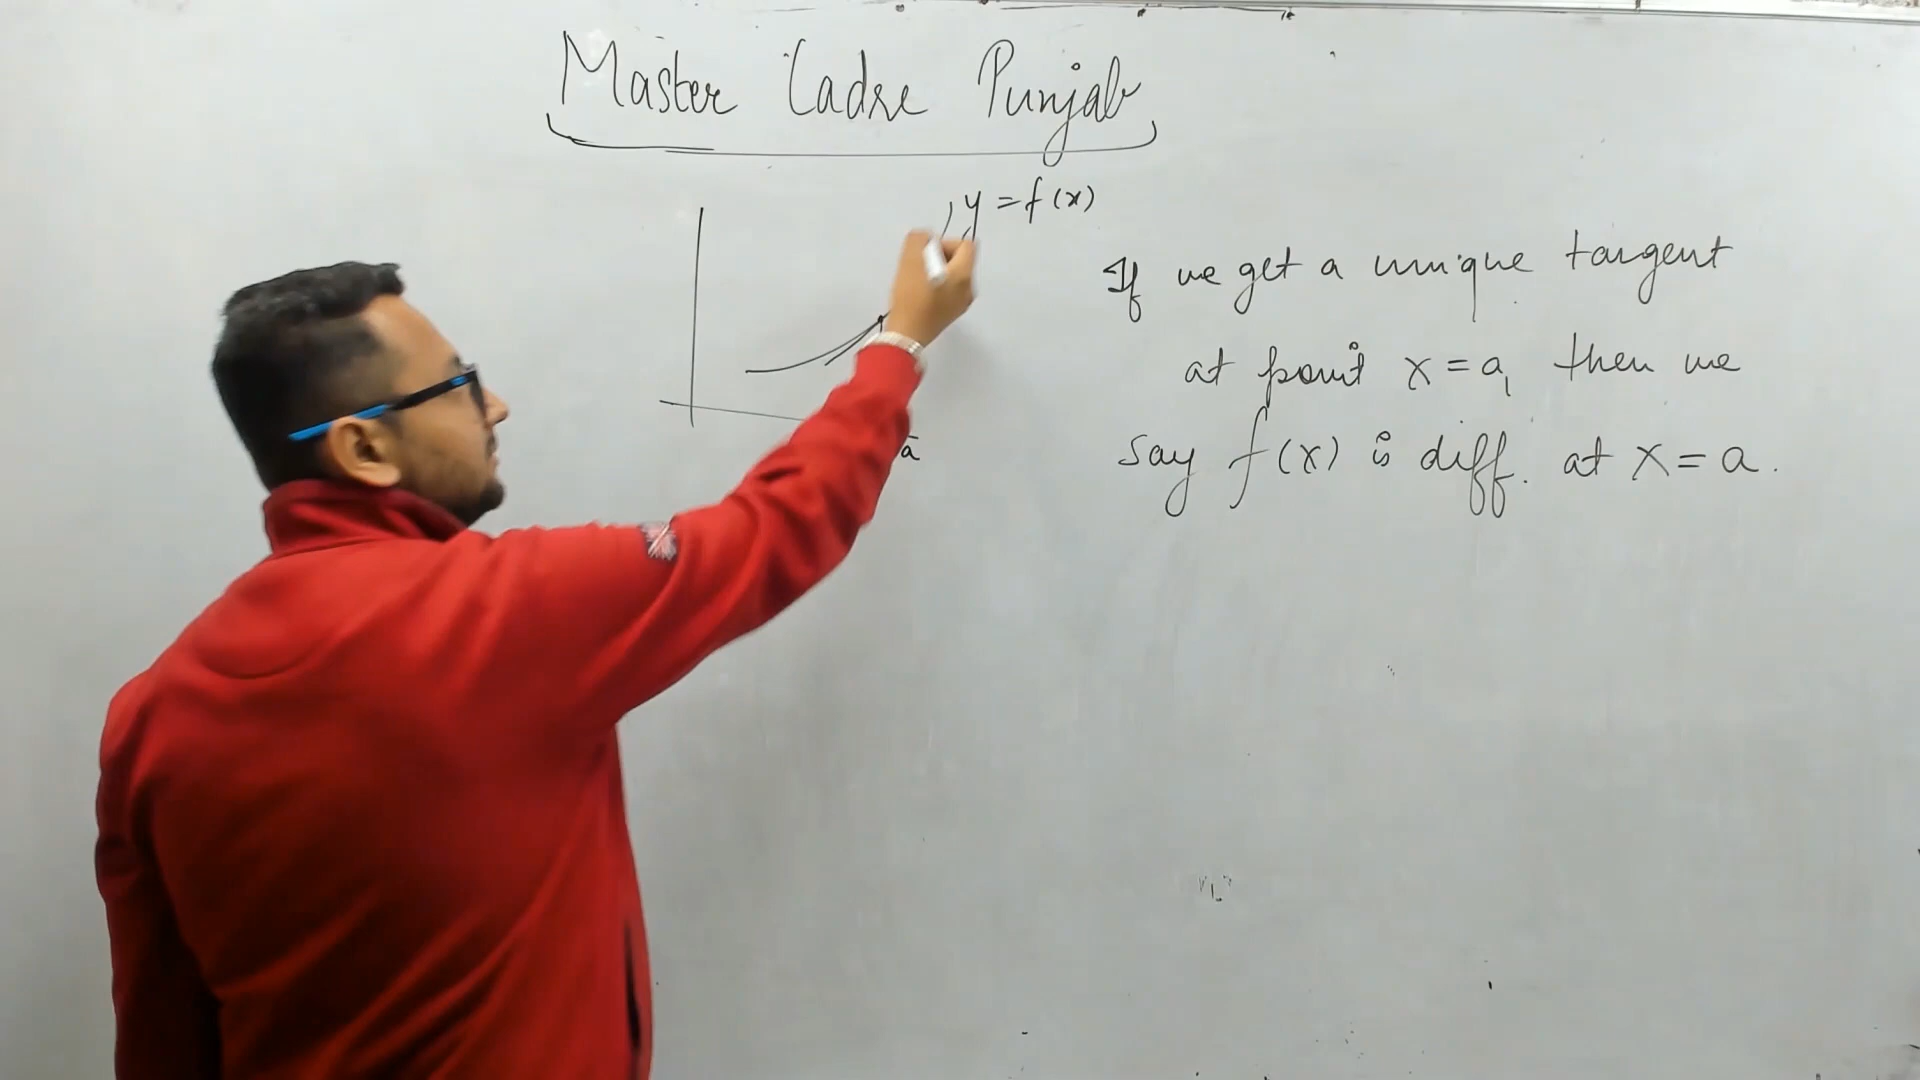 Master Cadre Punjab
y = f(x)
If we get a unique tangent
at point x = a, then we
say f(x) is diff. at x = a.
a